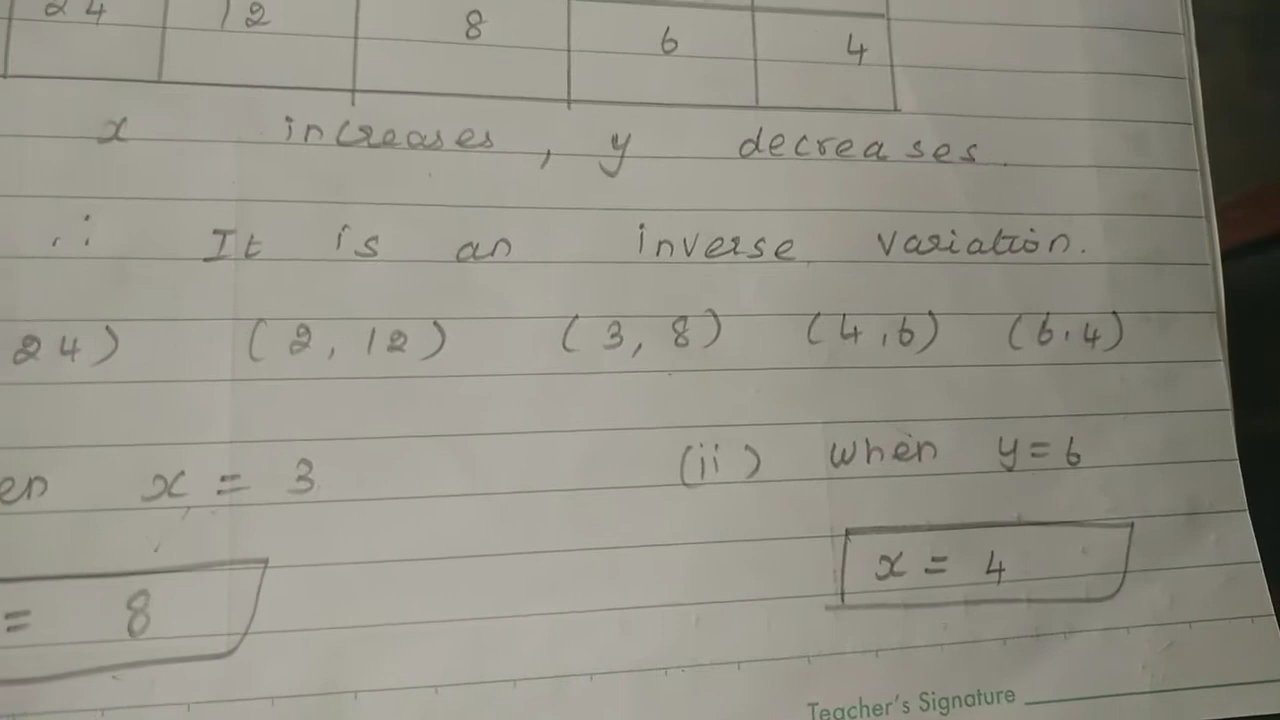 24 12 8 6 4
x increases, y decreases.
∴ It is an inverse variation.
24) (2, 12) (3, 8) (4,6) (6.4)
en x = 3 (ii) when y=6
= 8 x = 4
Teacher's Signature